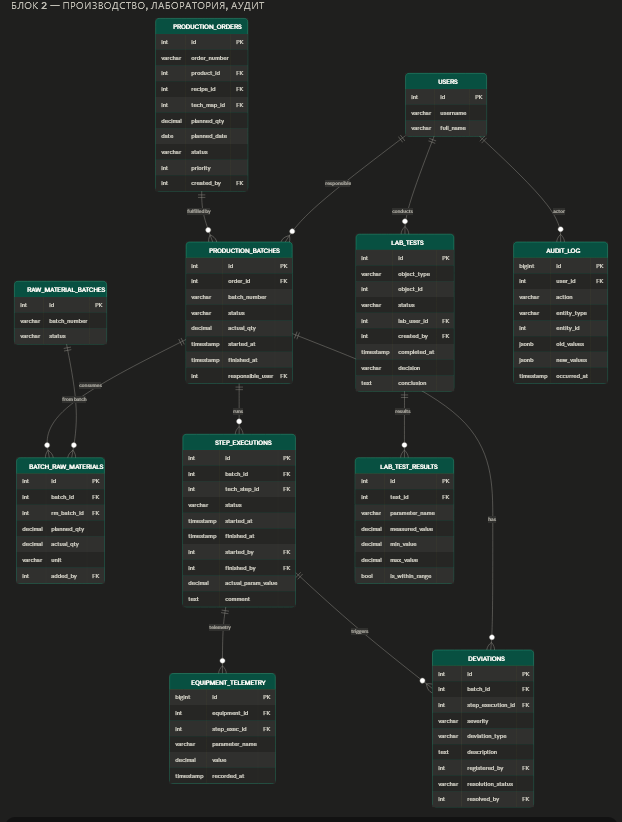 БЛОК 2 — ПРОИЗВОДСТВО, ЛАБОРАТОРИЯ, АУДИТ
PRODUCTION_ORDERS
int id PK
varchar order_number
int product_id FK
int recipe_id FK
int tech_map_id FK
decimal planned_qty
date planned_date
varchar status
int priority
int created_by FK
USERS
int id PK
varchar username
varchar full_name
responsible
fulfilled by
conducts
actor
PRODUCTION_BATCHES
int id PK
int order_id FK
varchar batch_number
varchar status
decimal actual_qty
timestamp started_at
timestamp finished_at
int responsible_user FK
LAB_TESTS
int id PK
varchar object_type
int object_id
varchar status
int lab_user_id FK
int created_by FK
timestamp completed_at
varchar decision
text conclusion
AUDIT_LOG
bigint id PK
int user_id FK
varchar action
varchar entity_type
int entity_id
jsonb old_values
jsonb new_values
timestamp occurred_at
RAW_MATERIAL_BATCHES
int id PK
varchar batch_number
varchar status
consumes
from batch
runs
results
has
BATCH_RAW_MATERIALS
int id PK
int batch_id FK
int rm_batch_id FK
decimal planned_qty
decimal actual_qty
varchar unit
int added_by FK
STEP_EXECUTIONS
int id PK
int batch_id FK
int tech_step_id FK
varchar status
timestamp started_at
timestamp finished_at
int started_by FK
int finished_by FK
decimal actual_param_value
text comment
LAB_TEST_RESULTS
int id PK
int test_id FK
varchar parameter_name
decimal measured_value
decimal min_value
decimal max_value
bool is_within_range
telemetry
triggers
EQUIPMENT_TELEMETRY
bigint id PK
int equipment_id FK
int step_exec_id FK
varchar parameter_name
decimal value
timestamp recorded_at
DEVIATIONS
int id PK
int batch_id FK
int step_execution_id FK
varchar severity
varchar deviation_type
text description
int registered_by FK
varchar resolution_status
int resolved_by FK